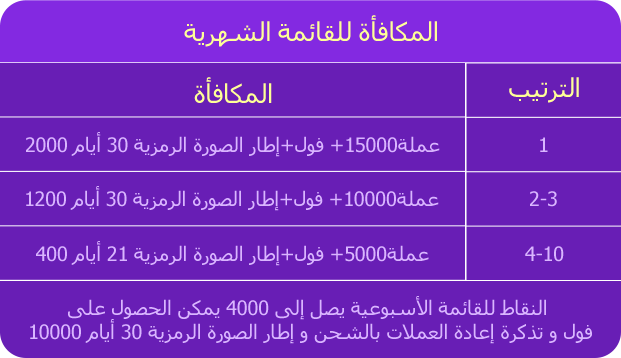 المكافأة للقائمة الشهرية
الترتيب
المكافأة
1
عملة15000+ فول+إطار الصورة الرمزية 30 أيام 2000
2-3
عملة10000+ فول+إطار الصورة الرمزية 30 أيام 1200
4-10
عملة5000+ فول+إطار الصورة الرمزية 21 أيام 400
النقاط للقائمة الأسبوعية يصل إلى 4000 يمكن الحصول على
فول و تذكرة إعادة العملات بالشحن و إطار الصورة الرمزية 30 أيام 10000